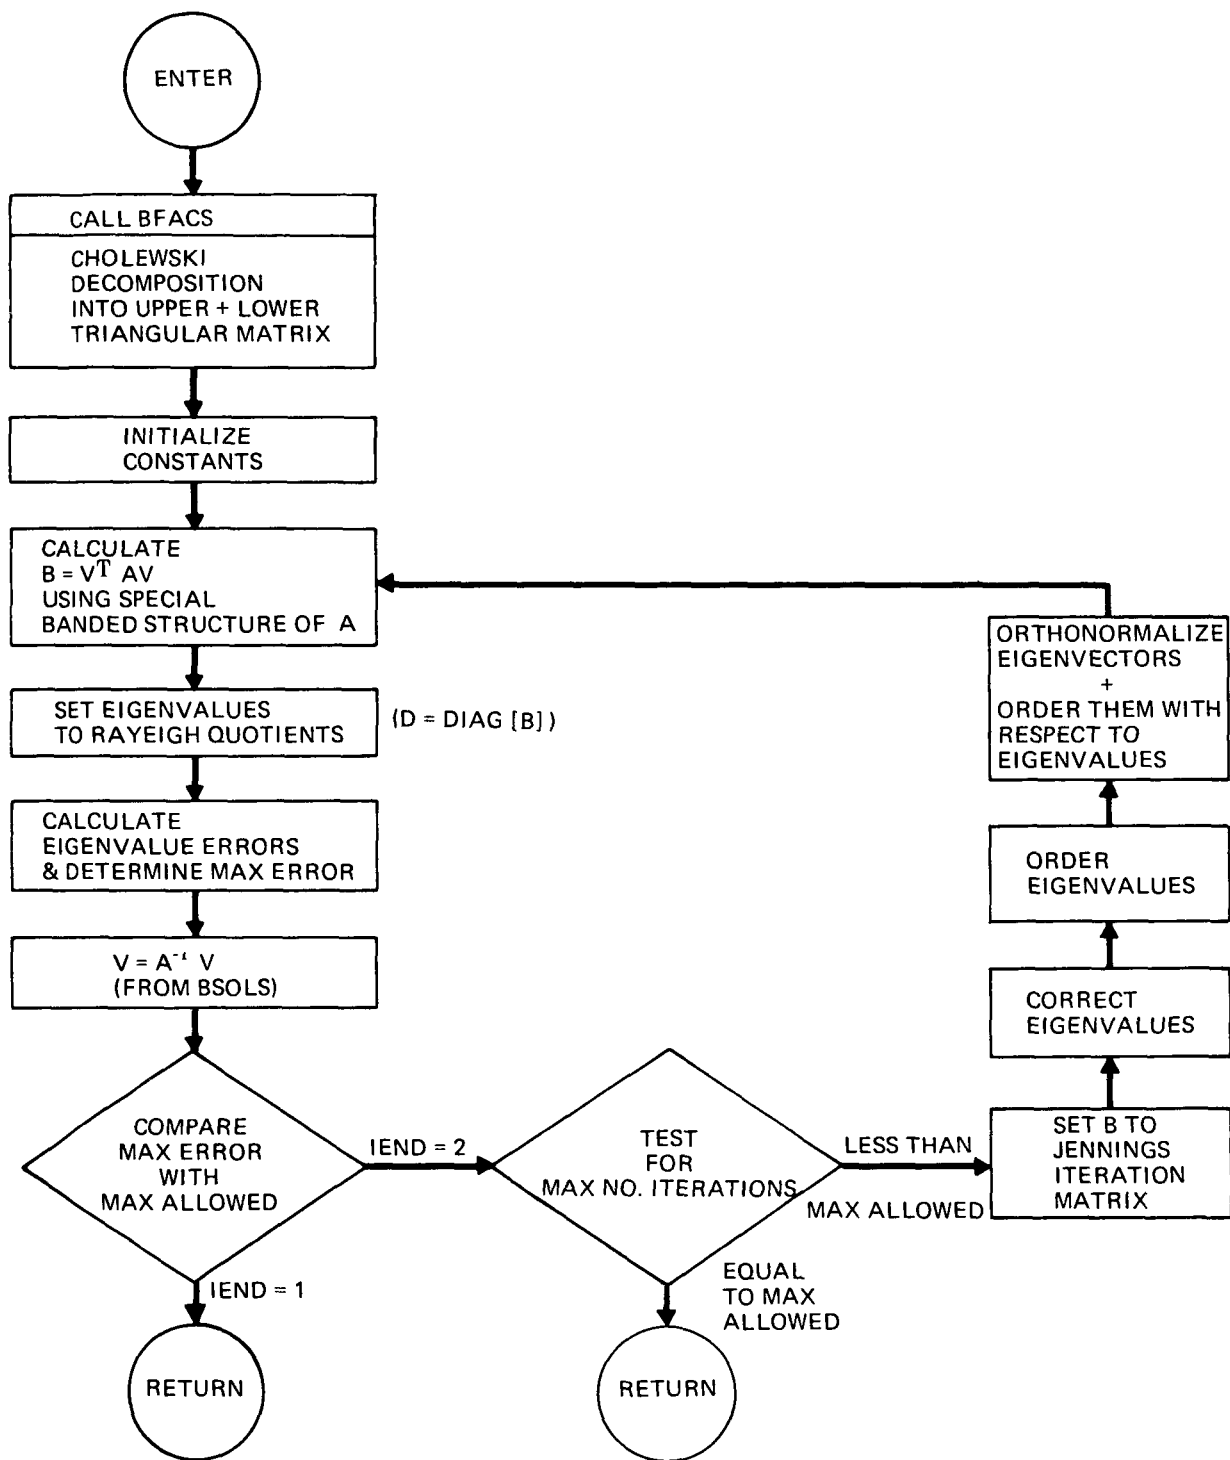 ENTER
CALL BFACS
CHOLEWSKI
DECOMPOSITION
INTO UPPER + LOWER
TRIANGULAR MATRIX
INITIALIZE
CONSTANTS
CALCULATE
B = V^T AV
USING SPECIAL
BANDED STRUCTURE OF A
SET EIGENVALUES
TO RAYEIGH QUOTIENTS
(D = DIAG [B])
CALCULATE
EIGENVALUE ERRORS
& DETERMINE MAX ERROR
V = A⁻¹ V
(FROM BSOLS)
COMPARE
MAX ERROR
WITH
MAX ALLOWED
IEND = 1
RETURN
IEND = 2
TEST
FOR
MAX NO. ITERATIONS
EQUAL
TO MAX
ALLOWED
RETURN
LESS THAN
MAX ALLOWED
SET B TO
JENNINGS
ITERATION
MATRIX
CORRECT
EIGENVALUES
ORDER
EIGENVALUES
ORTHONORMALIZE
EIGENVECTORS
+
ORDER THEM WITH
RESPECT TO
EIGENVALUES